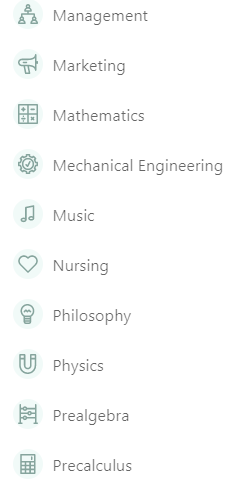 Management
Marketing
Mathematics
Mechanical Engineering
Music
Nursing
Philosophy
Physics
Prealgebra
Precalculus